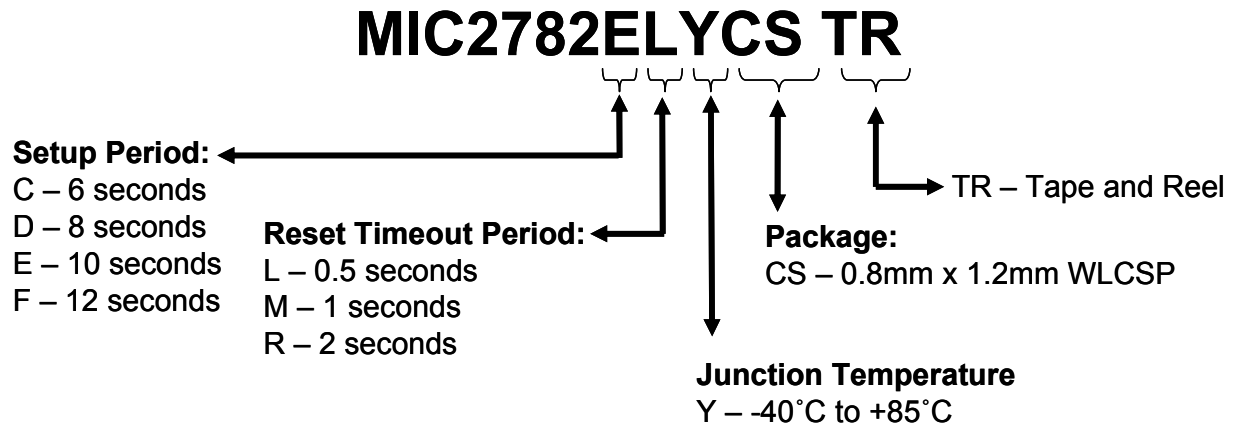 MIC2782ELYCS TR
Setup Period:
C – 6 seconds
D – 8 seconds
E – 10 seconds
F – 12 seconds
Reset Timeout Period:
L – 0.5 seconds
M – 1 seconds
R – 2 seconds
TR – Tape and Reel
Package:
CS – 0.8mm x 1.2mm WLCSP
Junction Temperature
Y – -40˚C to +85˚C